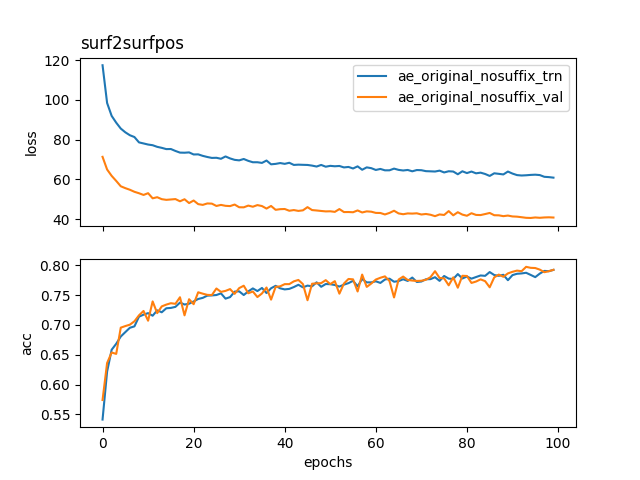 surf2surfpos
120
100
80
60
40
loss
ae_original_nosuffix_trn
ae_original_nosuffix_val
0.80
0.75
0.70
0.65
0.60
0.55
acc
0 20 40 60 80 100
epochs